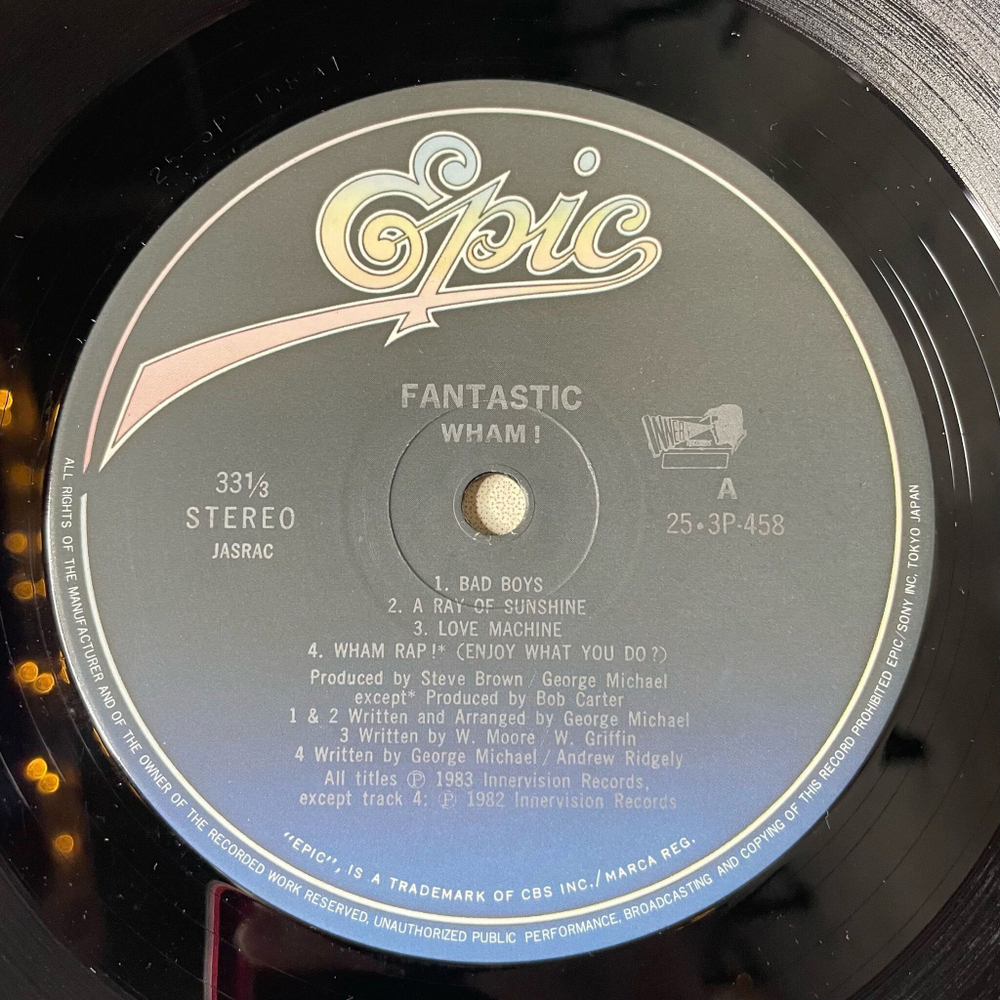 Epic
FANTASTIC
WHAM!
INNER
33⅓
STEREO
JASRAC
A
25•3P-458
1. BAD BOYS
2. A RAY OF SUNSHINE
3. LOVE MACHINE
4. WHAM RAP!* (ENJOY WHAT YOU DO?)
Produced by Steve Brown / George Michael
except* Produced by Bob Carter
1 & 2 Written and Arranged by George Michael
3 Written by W. Moore / W. Griffin
4 Written by George Michael / Andrew Ridgely
All titles ℗ 1983 Innervision Records,
except track 4: ℗ 1982 Innervision Records
"EPIC", IS A TRADEMARK OF CBS INC./MARCA REG.
ALL RIGHTS OF THE MANUFACTURER AND OF THE OWNER OF THE RECORDED WORK RESERVED, UNAUTHORIZED PUBLIC PERFORMANCE, BROADCASTING AND COPYING OF THIS RECORD PROHIBITED EPIC/SONY INC. TOKYO JAPAN